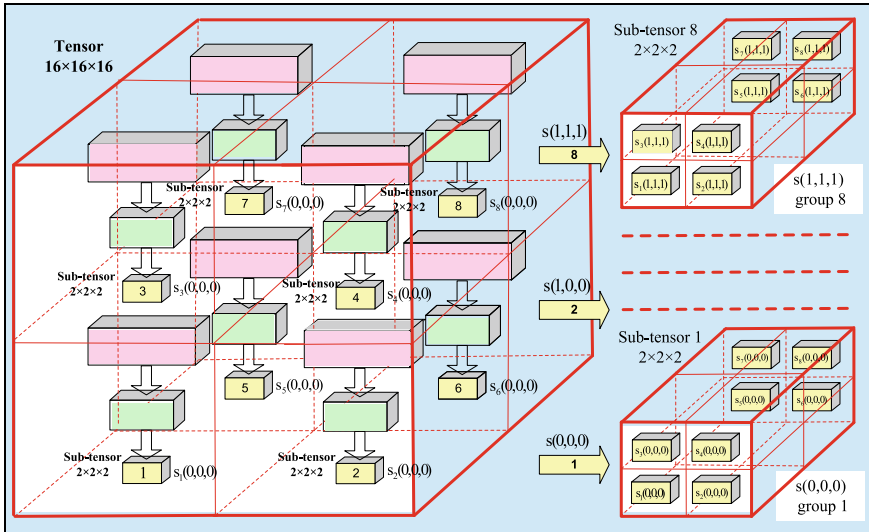 Tensor
16×16×16
Sub-tensor
2×2×2
7
s₇(0,0,0)
Sub-tensor
2×2×2
8
s₈(0,0,0)
Sub-tensor
2×2×2
3
s₃(0,0,0)
Sub-tensor
2×2×2
4
s₄(0,0,0)
5
s₅(0,0,0)
6
s₆(0,0,0)
Sub-tensor
2×2×2
1
s₁(0,0,0)
Sub-tensor
2×2×2
2
s₂(0,0,0)
s(1,1,1)
8
s(1,0,0)
2
s(0,0,0)
1
Sub-tensor 8
2×2×2
s₇(1,1,1)
s₈(1,1,1)
s₅(1,1,1)
s₆(1,1,1)
s₃(1,1,1)
s₄(1,1,1)
s₁(1,1,1)
s₂(1,1,1)
s(1,1,1)
group 8
Sub-tensor 1
2×2×2
s₇(0,0,0)
s₈(0,0,0)
s₅(0,0,0)
s₆(0,0,0)
s₃(0,0,0)
s₄(0,0,0)
s₁(0,0,0)
s₂(0,0,0)
s(0,0,0)
group 1